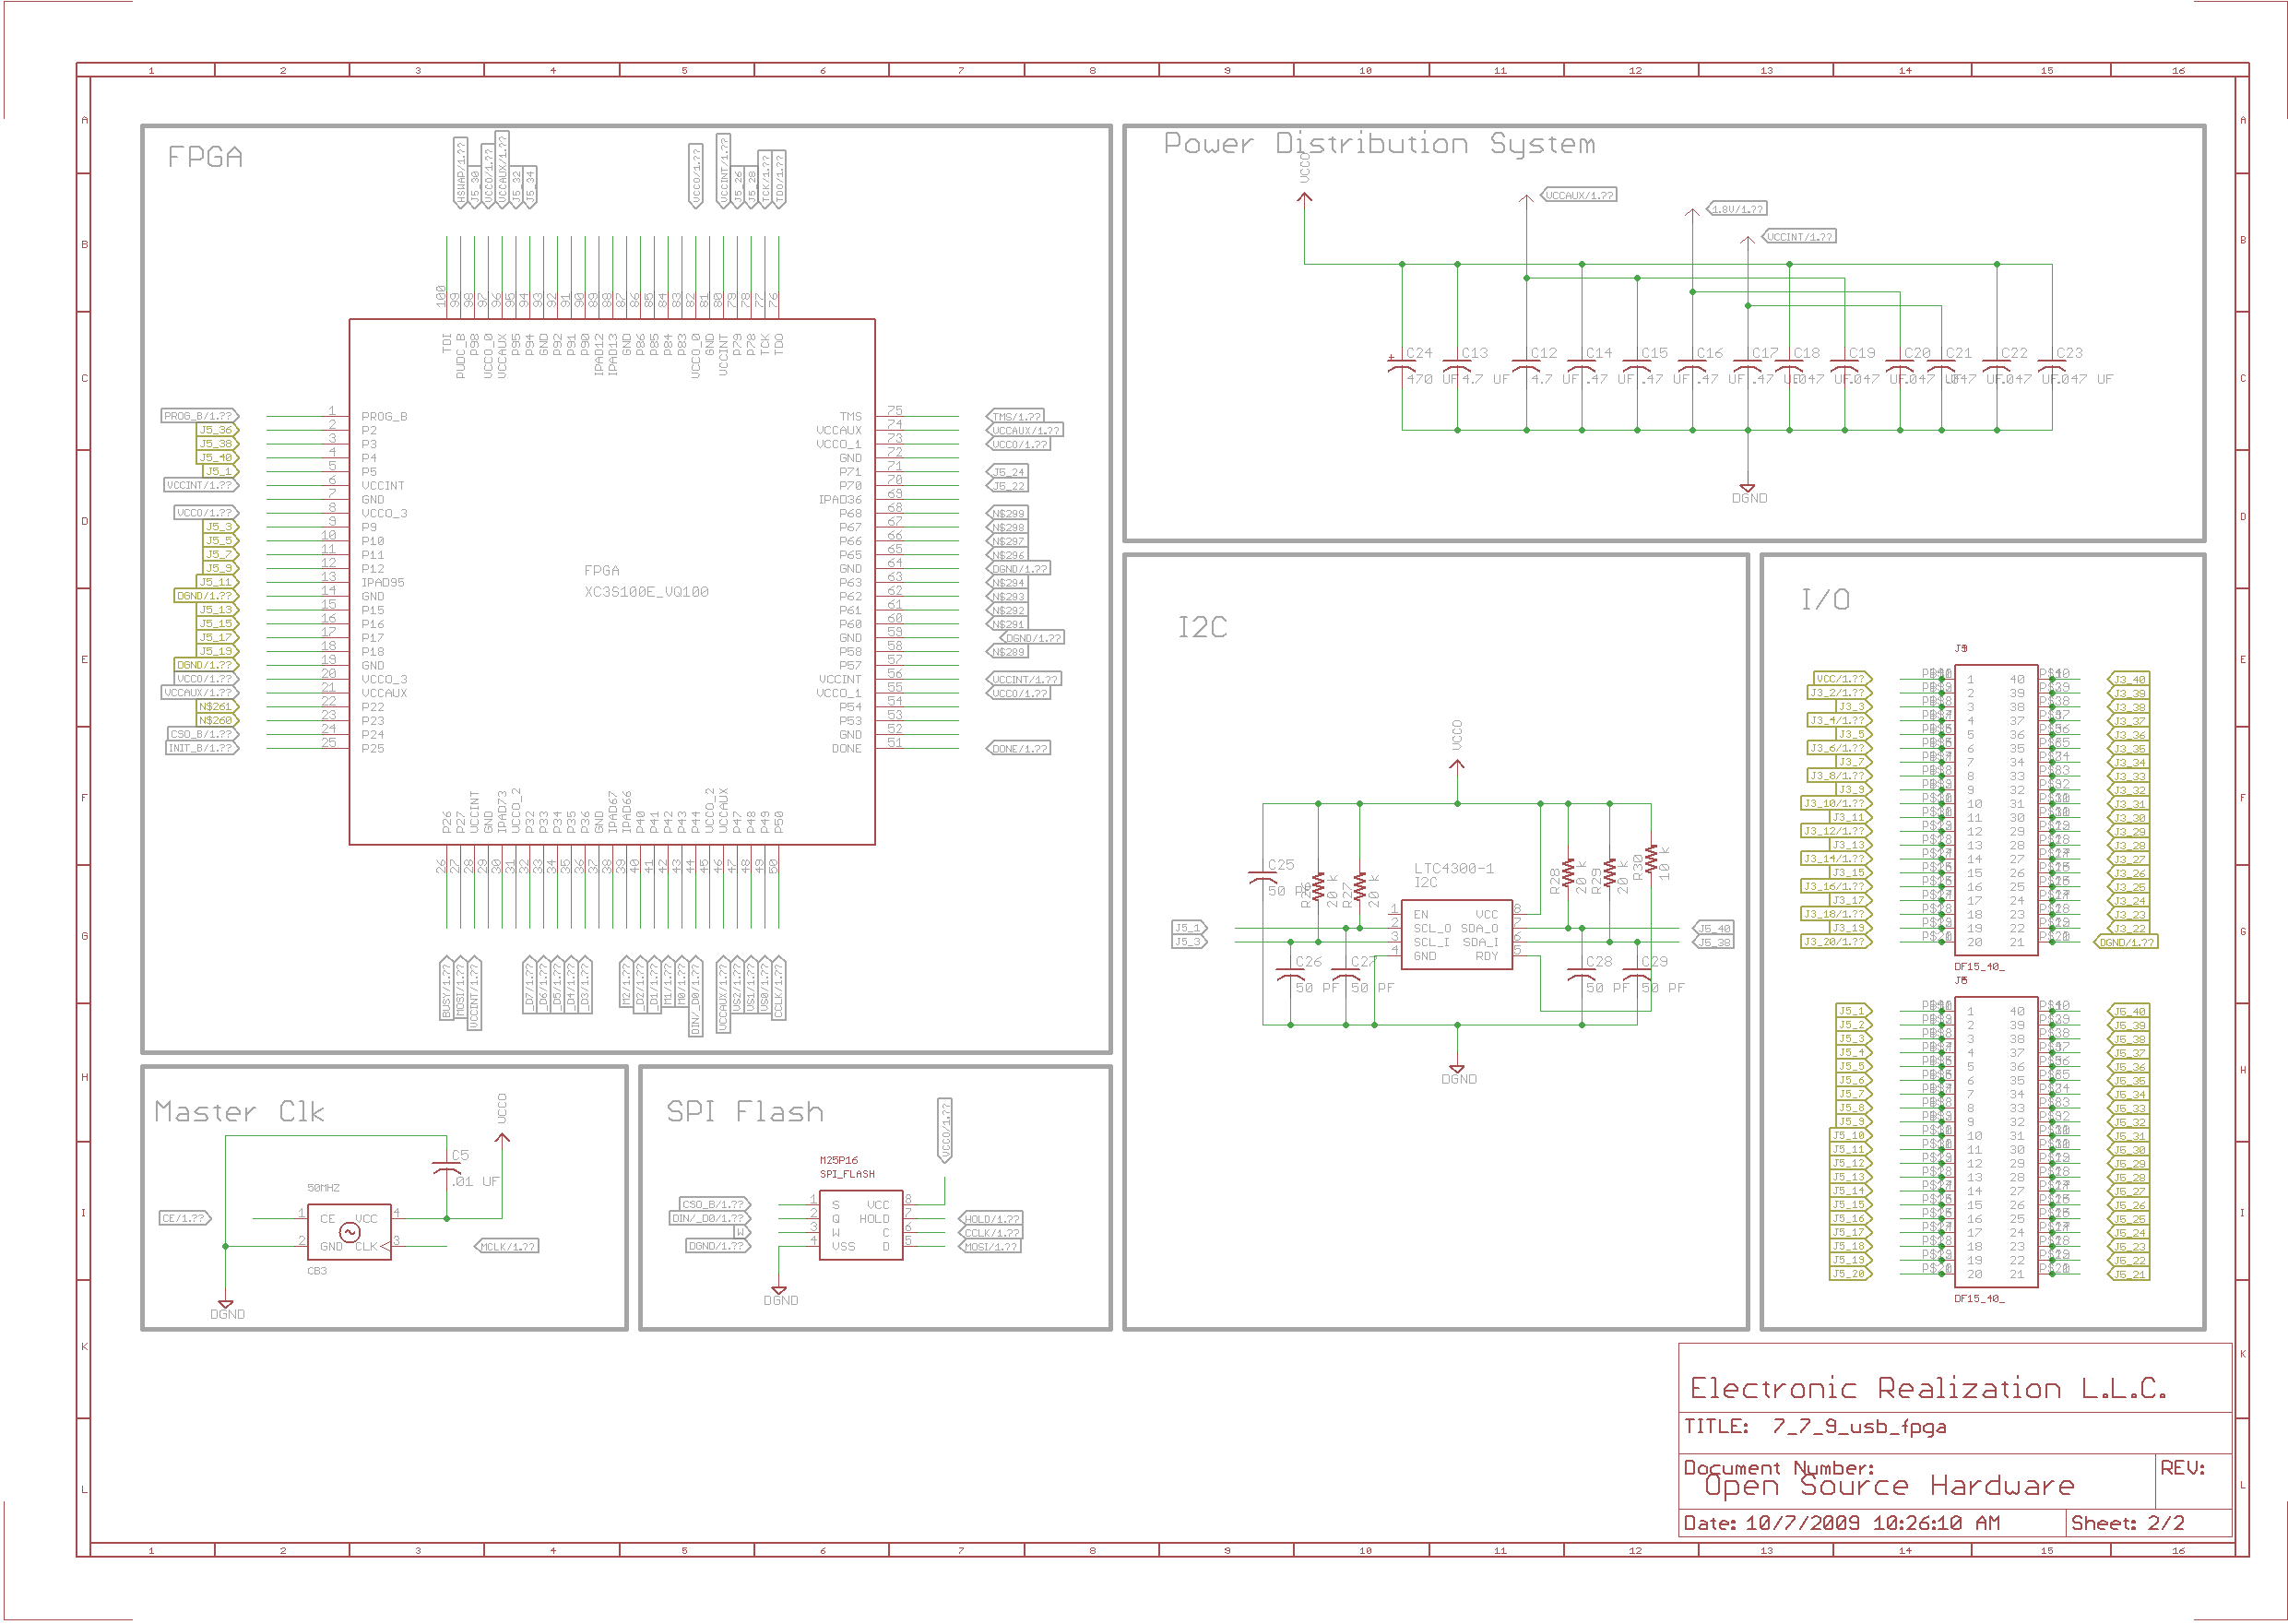 1 2 3 4 5 6 7 8 9 10 11 12 13 14 15 16
A
B
C
D
E
F
H
I
K
L
FPGA
HSWAP/1.??
J5_30
VCCO/1.??
VCCAUX/1.??
J5_32
J5_34
VCCO/1.??
VCCINT/1.??
J5_26
J5_28
TCK/1.??
TDO/1.??
100 99 98 97 96 95 94 93 92 91 90 89 88 87 86 85 84 83 82 81 80 79 78 77 76
TDI PUDC_B P98 VCCO_0 VCCAUX P95 P94 GND P92 P91 P90 IPAD12 IPAD13 GND P86 P85 P84 P83 VCCO_0 GND VCCINT P79 P78 TCK TDO
PROG_B/1.?? 1 PROG_B
J5_36 2 P2
J5_38 3 P3
J5_40 4 P4
J5_1 5 P5
VCCINT/1.?? 6 VCCINT
7 GND
VCCO/1.?? 8 VCCO_3
J5_3 9 P9
J5_5 10 P10
J5_7 11 P11
J5_9 12 P12
J5_11 13 IPAD95
DGND/1.?? 14 GND
J5_13 15 P15
J5_15 16 P16
J5_17 17 P17
J5_19 18 P18
DGND/1.?? 19 GND
VCCO/1.?? 20 VCCO_3
VCCAUX/1.?? 21 VCCAUX
N$261 22 P22
N$260 23 P23
CSO_B/1.?? 24 P24
INIT_B/1.?? 25 P25
FPGA
XC3S100E_VQ100
TMS 75 TMS/1.??
VCCAUX 74 VCCAUX/1.??
VCCO_1 73 VCCO/1.??
GND 72
P71 71 J5_24
P70 70 J5_22
IPAD36 69
P68 68 N$299
P67 67 N$298
P66 66 N$297
P65 65 N$296
GND 64 DGND/1.??
P63 63 N$294
P62 62 N$293
P61 61 N$292
P60 60 N$291
GND 59 DGND/1.??
P58 58 N$289
P57 57
VCCINT 56 VCCINT/1.??
VCCO_1 55 VCCO/1.??
P54 54
P53 53
GND 52
DONE 51 DONE/1.??
P26 P27 VCCINT GND IPAD73 VCCO_2 P32 P33 P34 P35 P36 GND IPAD67 IPAD66 P40 P41 P42 P43 P44 VCCO_2 VCCAUX P47 P48 P49 P50
26 27 28 29 30 31 32 33 34 35 36 37 38 39 40 41 42 43 44 45 46 47 48 49 50
BUSY/1.??
MOSI/1.??
VCCINT/1.??
_D7/1.??
_D6/1.??
_D5/1.??
_D4/1.??
_D3/1.??
M2/1.??
_D2/1.??
_D1/1.??
M1/1.??
M0/1.??
DIN/_D0/1.??
VCCAUX/1.??
VS2/1.??
VS1/1.??
VS0/1.??
CCLK/1.??
Power Distribution System
VCCO
VCCAUX/1.??
1.8V/1.??
VCCINT/1.??
C24 C13 C12 C14 C15 C16 C17 C18 C19 C20 C21 C22 C23
470 UF 4.7 UF 4.7 UF .47 UF .47 UF .47 UF .47 UF .047 UF .047 UF .047 UF .047 UF .047 UF
DGND
I2C
VCCO
C25
50 PF
20 k
R27
20 k
LTC4300-1
I2C
R28
20 k
R29
20 k
R30
10 k
J5_1
J5_3
1 EN VCC 8
2 SCL_O SDA_O 7
3 SCL_I SDA_I 6
4 GND RDY 5
J5_40
J5_38
C26 C27 C28 C29
50 PF 50 PF 50 PF 50 PF
DGND
I/O
VCC/1.?? 1 40 J3_40
J3_2/1.?? 2 39 J3_39
J3_3 3 38 J3_38
J3_4/1.?? 4 37 J3_37
J3_5 5 36 J3_36
J3_6/1.?? 6 35 J3_35
J3_7 7 34 J3_34
J3_8/1.?? 8 33 J3_33
J3_9 9 32 J3_32
J3_10/1.?? 10 31 J3_31
J3_11 11 30 J3_30
J3_12/1.?? 12 29 J3_29
J3_13 13 28 J3_28
J3_14/1.?? 14 27 J3_27
J3_15 15 26 J3_26
J3_16/1.?? 16 25 J3_25
J3_17 17 24 J3_24
J3_18/1.?? 18 23 J3_23
J3_19 19 22 J3_22
J3_20/1.?? 20 21 DGND/1.??
DF15_40_
J5_1 1 40 J5_40
J5_2 2 39 J5_39
J5_3 3 38 J5_38
J5_4 4 37 J5_37
J5_5 5 36 J5_36
J5_6 6 35 J5_35
J5_7 7 34 J5_34
J5_8 8 33 J5_33
J5_9 9 32 J5_32
J5_10 10 31 J5_31
J5_11 11 30 J5_30
J5_12 12 29 J5_29
J5_13 13 28 J5_28
J5_14 14 27 J5_27
J5_15 15 26 J5_26
J5_16 16 25 J5_25
J5_17 17 24 J5_24
J5_18 18 23 J5_23
J5_19 19 22 J5_22
J5_20 20 21 J5_21
DF15_40_
Master Clk
VCCO
C5
.01 UF
50MHZ
CE/1.?? 1 CE VCC 4
2 GND CLK 3 MCLK/1.??
CB3
DGND
SPI Flash
VCCO/1.??
M25P16
SPI_FLASH
CSO_B/1.?? 1 S VCC 8
DIN/_D0/1.?? 2 Q HOLD 7 HOLD/1.??
W 3 W C 6 CCLK/1.??
DGND/1.?? 4 VSS D 5 MOSI/1.??
DGND
Electronic Realization L.L.C.
TITLE: 7_7_9_usb_fpga
Document Number: REV:
Open Source Hardware
Date: 10/7/2009 10:26:10 AM Sheet: 2/2
A
B
C
D
E
F
G
H
I
K
L
1 2 3 4 5 6 7 8 9 10 11 12 13 14 15 16